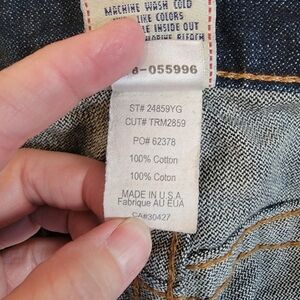 MACHINE WASH COLD
LIKE COLORS
INSIDE OUT
BLEACH
-055996
ST# 24859YG
CUT# TRM2859
PO# 62378
100% Cotton
100% Coton
MADE IN U.S.A.
Fabrique AU EUA
CA#30427